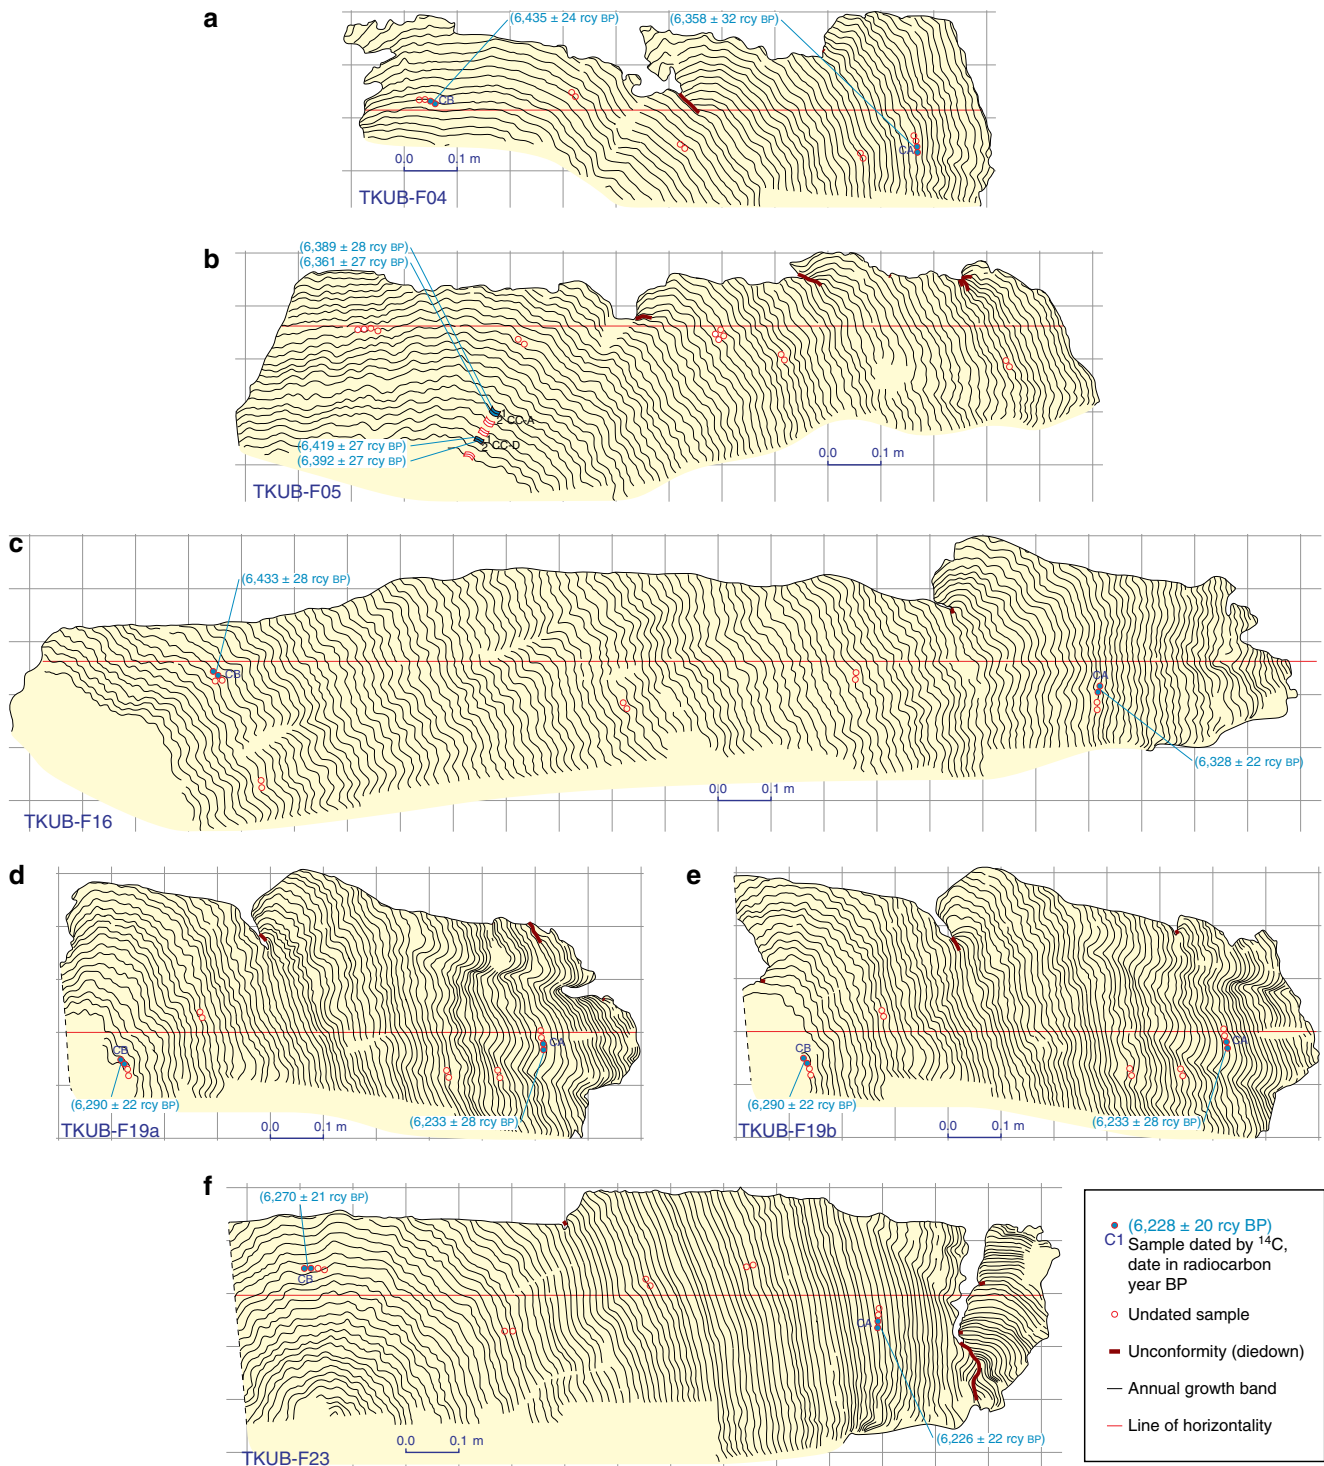 a
(6,435 ± 24 rcy BP)
(6,358 ± 32 rcy BP)
CB
CA
0.0 0.1 m
TKUB-F04
b
(6,389 ± 28 rcy BP)
(6,361 ± 27 rcy BP)
1
2 CC-A
(6,419 ± 27 rcy BP)
1
2 CC-D
(6,392 ± 27 rcy BP)
0.0 0.1 m
TKUB-F05
c
(6,433 ± 28 rcy BP)
CB
CA
(6,328 ± 22 rcy BP)
0.0 0.1 m
TKUB-F16
d
CB
CA
(6,290 ± 22 rcy BP)
(6,233 ± 28 rcy BP)
TKUB-F19a
0.0 0.1 m
e
CB
CA
(6,290 ± 22 rcy BP)
(6,233 ± 28 rcy BP)
TKUB-F19b
0.0 0.1 m
f
(6,270 ± 21 rcy BP)
CB
CA
(6,226 ± 22 rcy BP)
0.0 0.1 m
TKUB-F23
(6,228 ± 20 rcy BP)
C1 Sample dated by ¹⁴C,
date in radiocarbon
year BP
Undated sample
Unconformity (diedown)
Annual growth band
Line of horizontality